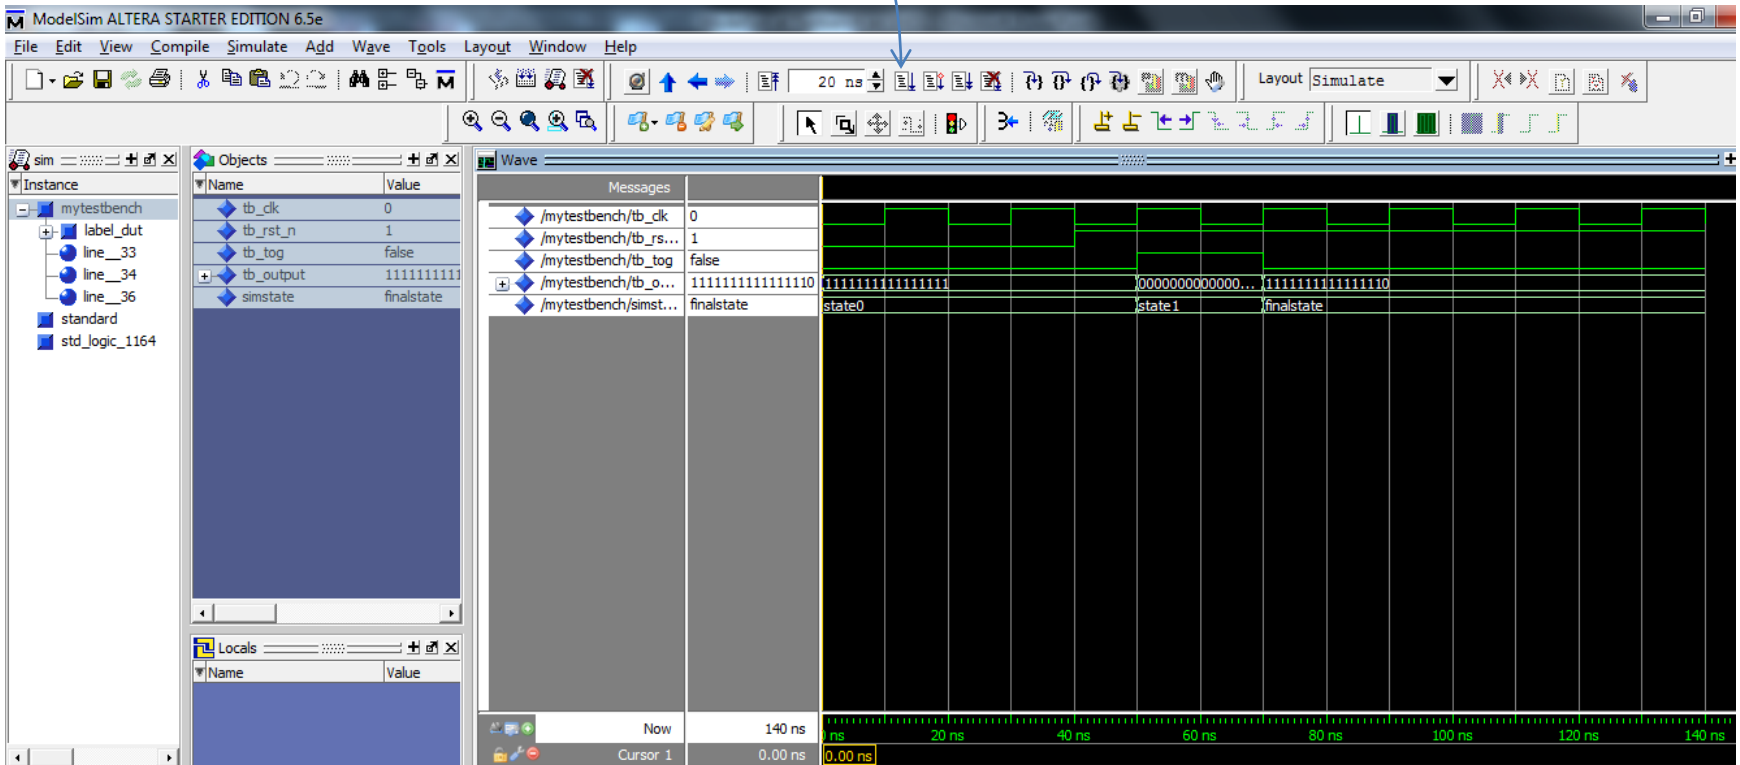 ModelSim ALTERA STARTER EDITION 6.5e
File Edit View Compile Simulate Add Wave Tools Layout Window Help
20 ns Layout Simulate
sim
Instance
mytestbench
label_dut
line__33
line__34
line__36
standard
std_logic_1164
Objects
Name Value
tb_clk 0
tb_rst_n 1
tb_tog false
tb_output 1111111111
simstate finalstate
Locals
Name Value
Wave
Messages
/mytestbench/tb_clk 0
/mytestbench/tb_rs... 1
/mytestbench/tb_tog false
/mytestbench/tb_o... 1111111111111110 1111111111111111 0000000000000... 1111111111111110
/mytestbench/simst... finalstate state0 state1 finalstate
Now 140 ns ns 20 ns 40 ns 60 ns 80 ns 100 ns 120 ns 140 ns
Cursor 1 0.00 ns 0.00 ns